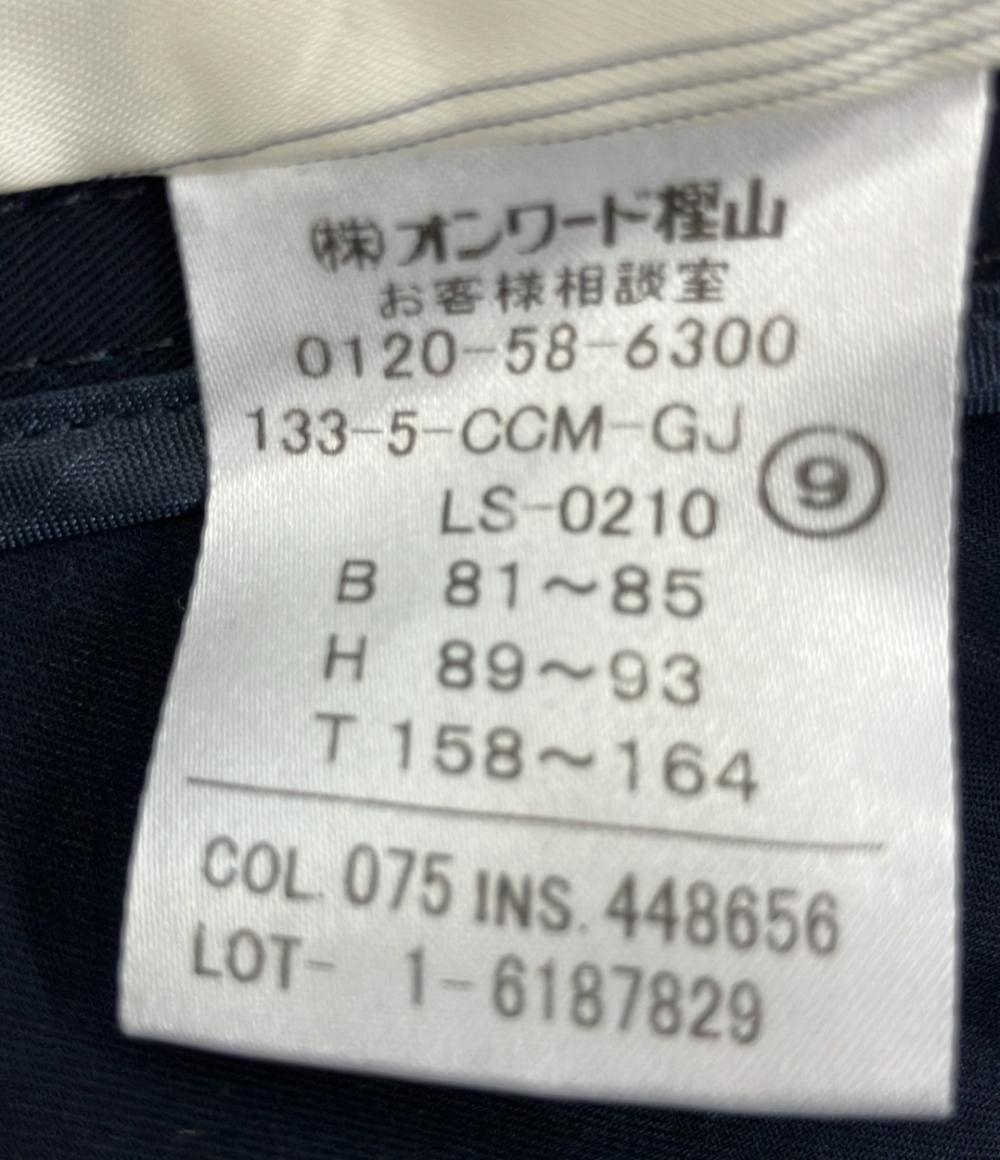 ㈱オンワード樫山
お客様相談室
0120-58-6300
133-5-CCM-GJ
LS-0210 ⑨
B 81~85
H 89~93
T 158~164
COL. 075 INS. 448656
LOT- 1-6187829